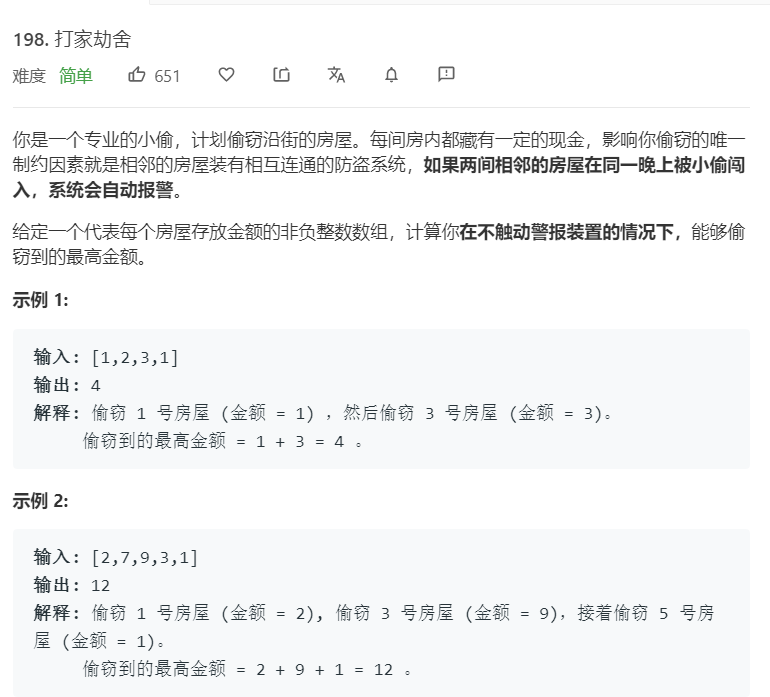 198. 打家劫舍
难度 简单 651
你是一个专业的小偷，计划偷窃沿街的房屋。每间房内都藏有一定的现金，影响你偷窃的唯一
制约因素就是相邻的房屋装有相互连通的防盗系统，如果两间相邻的房屋在同一晚上被小偷闯
入，系统会自动报警。
给定一个代表每个房屋存放金额的非负整数数组，计算你在不触动警报装置的情况下，能够偷
窃到的最高金额。
示例 1:
输入: [1,2,3,1]
输出: 4
解释: 偷窃 1 号房屋 (金额 = 1) ，然后偷窃 3 号房屋 (金额 = 3)。
偷窃到的最高金额 = 1 + 3 = 4 。
示例 2:
输入: [2,7,9,3,1]
输出: 12
解释: 偷窃 1 号房屋 (金额 = 2), 偷窃 3 号房屋 (金额 = 9)，接着偷窃 5 号房
屋 (金额 = 1)。
偷窃到的最高金额 = 2 + 9 + 1 = 12 。